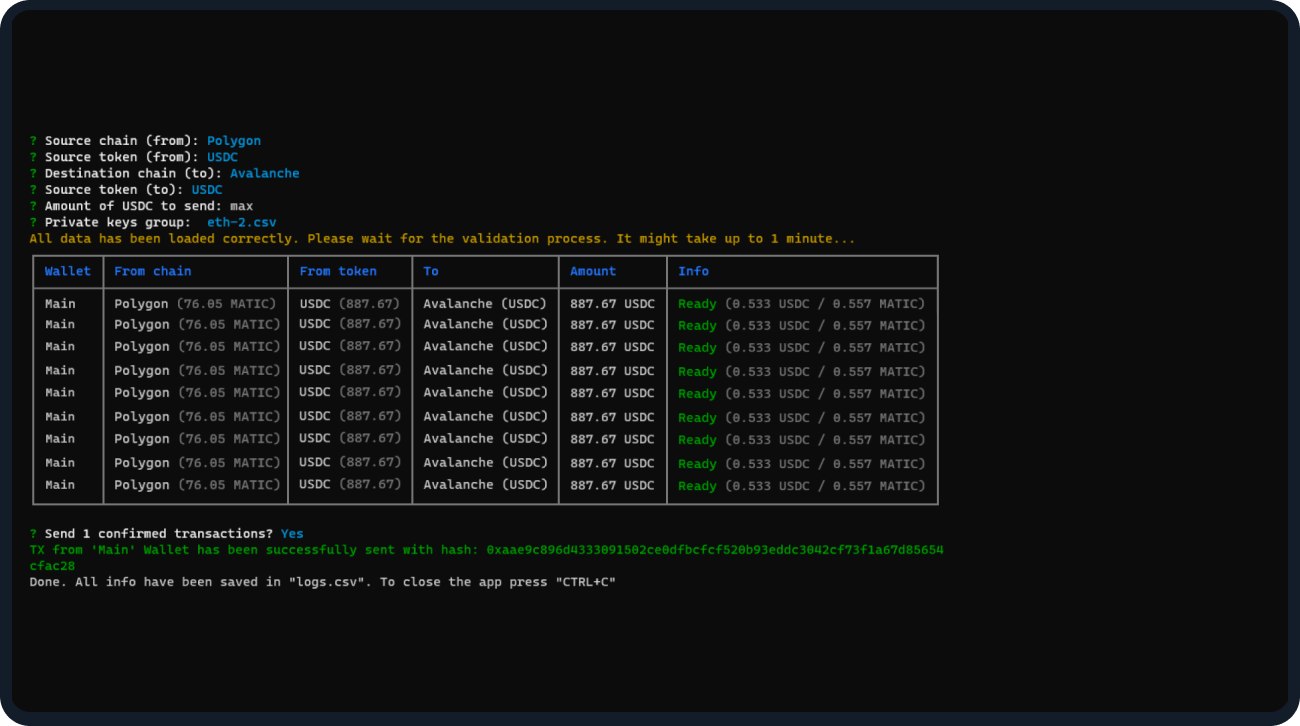 ? Source chain (from): Polygon
? Source token (from): USDC
? Destination chain (to): Avalanche
? Source token (to): USDC
? Amount of USDC to send: max
? Private keys group: eth-2.csv
All data has been loaded correctly. Please wait for the validation process. It might take up to 1 minute...
Wallet From chain From token To Amount Info
Main Polygon (76.05 MATIC) USDC (887.67) Avalanche (USDC) 887.67 USDC Ready (0.533 USDC / 0.557 MATIC)
Main Polygon (76.05 MATIC) USDC (887.67) Avalanche (USDC) 887.67 USDC Ready (0.533 USDC / 0.557 MATIC)
Main Polygon (76.05 MATIC) USDC (887.67) Avalanche (USDC) 887.67 USDC Ready (0.533 USDC / 0.557 MATIC)
Main Polygon (76.05 MATIC) USDC (887.67) Avalanche (USDC) 887.67 USDC Ready (0.533 USDC / 0.557 MATIC)
Main Polygon (76.05 MATIC) USDC (887.67) Avalanche (USDC) 887.67 USDC Ready (0.533 USDC / 0.557 MATIC)
Main Polygon (76.05 MATIC) USDC (887.67) Avalanche (USDC) 887.67 USDC Ready (0.533 USDC / 0.557 MATIC)
Main Polygon (76.05 MATIC) USDC (887.67) Avalanche (USDC) 887.67 USDC Ready (0.533 USDC / 0.557 MATIC)
Main Polygon (76.05 MATIC) USDC (887.67) Avalanche (USDC) 887.67 USDC Ready (0.533 USDC / 0.557 MATIC)
Main Polygon (76.05 MATIC) USDC (887.67) Avalanche (USDC) 887.67 USDC Ready (0.533 USDC / 0.557 MATIC)
? Send 1 confirmed transactions? Yes
TX from 'Main' Wallet has been successfully sent with hash: 0xaae9c896d4333091502ce0dfbcfcf520b93eddc3042cf73f1a67d85654
cfac28
Done. All info have been saved in "logs.csv". To close the app press "CTRL+C"